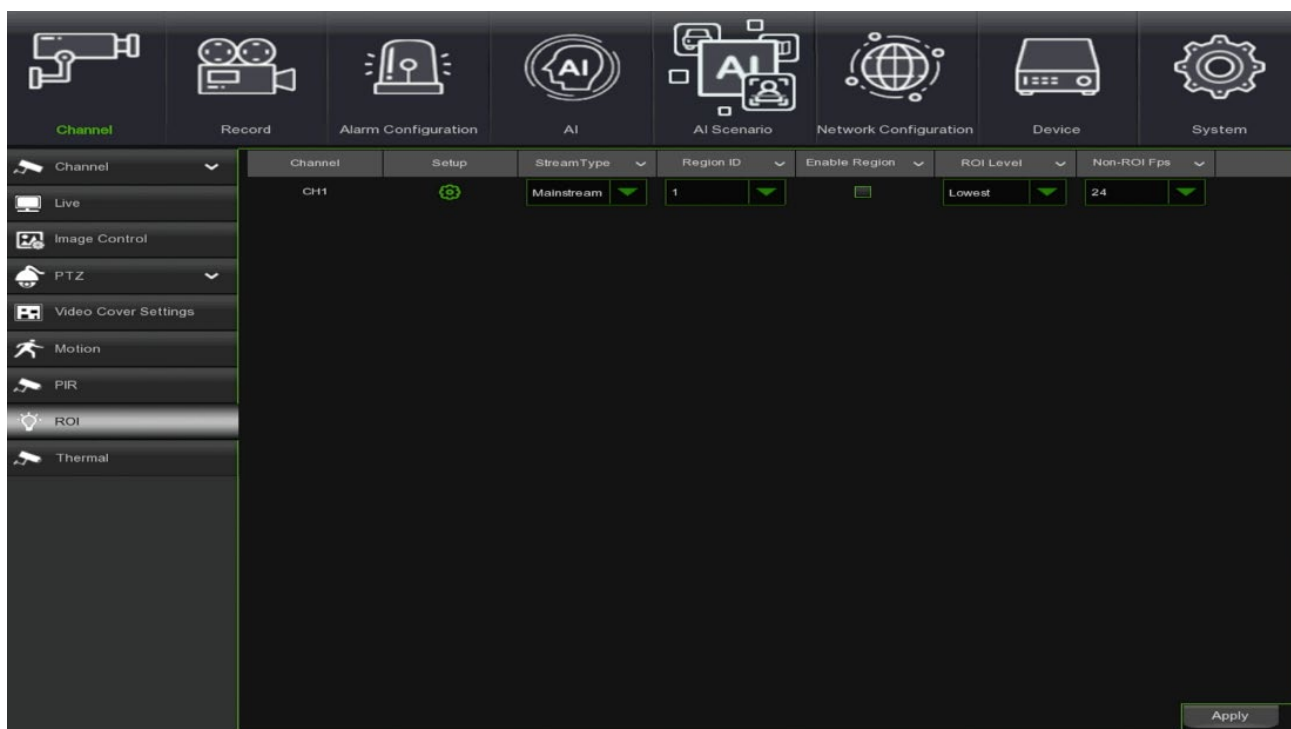 AI
AI
Channel Record Alarm Configuration AI AI Scenario Network Configuration Device System
Channel
Live
Image Control
PTZ
Video Cover Settings
Motion
PIR
ROI
Thermal
Channel Setup StreamType Region ID Enable Region ROI Level Non-ROI Fps
CH1 Mainstream 1 Lowest 24
Apply